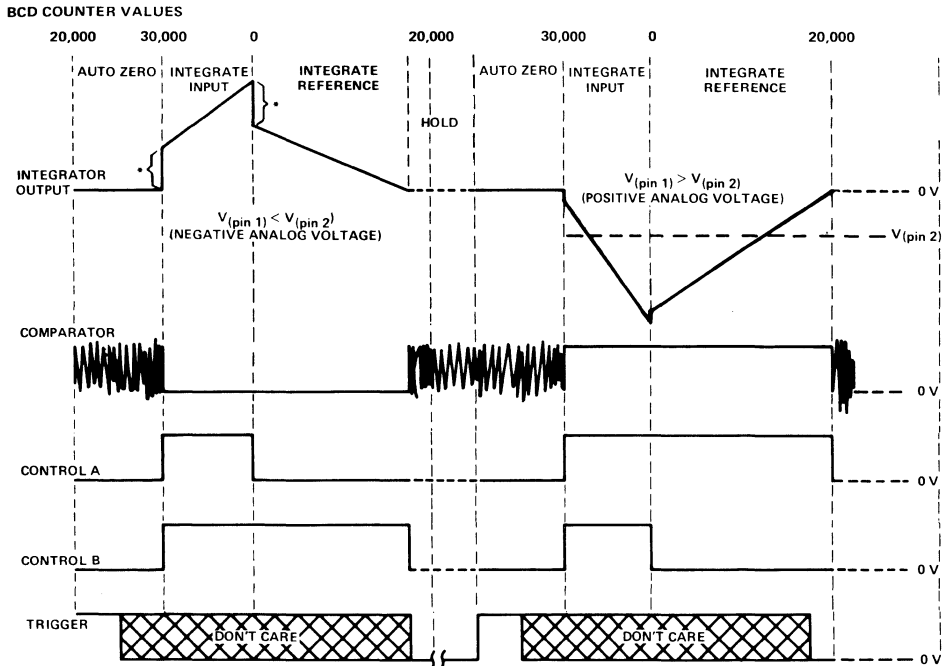 BCD COUNTER VALUES
20,000 30,000 0 20,000 30,000 0 20,000
AUTO ZERO INTEGRATE INPUT INTEGRATE REFERENCE HOLD AUTO ZERO INTEGRATE INPUT INTEGRATE REFERENCE
* *
INTEGRATOR OUTPUT
V(pin 1) < V(pin 2)
(NEGATIVE ANALOG VOLTAGE)
V(pin 1) > V(pin 2)
(POSITIVE ANALOG VOLTAGE)
0 V
V(pin 2)
COMPARATOR
0 V
CONTROL A
0 V
CONTROL B
0 V
TRIGGER
DON'T CARE DON'T CARE
0 V